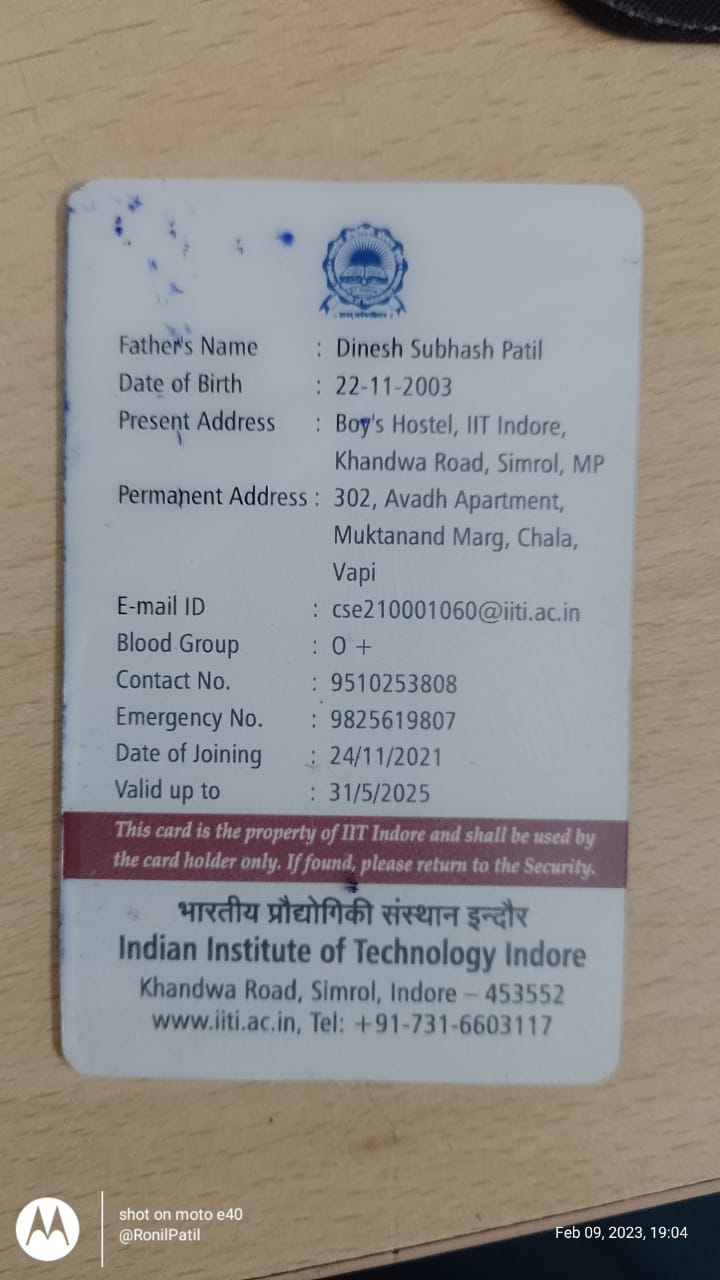 Father's Name : Dinesh Subhash Patil
Date of Birth : 22-11-2003
Present Address : Boy's Hostel, IIT Indore,
Khandwa Road, Simrol, MP
Permanent Address : 302, Avadh Apartment,
Muktanand Marg, Chala,
Vapi
E-mail ID : cse210001060@iiti.ac.in
Blood Group : O +
Contact No. : 9510253808
Emergency No. : 9825619807
Date of Joining : 24/11/2021
Valid up to : 31/5/2025
This card is the property of IIT Indore and shall be used by
the card holder only. If found, please return to the Security.
भारतीय प्रौद्योगिकी संस्थान इन्दौर
Indian Institute of Technology Indore
Khandwa Road, Simrol, Indore – 453552
www.iiti.ac.in, Tel: +91-731-6603117
shot on moto e40
@RonilPatil
Feb 09, 2023, 19:04